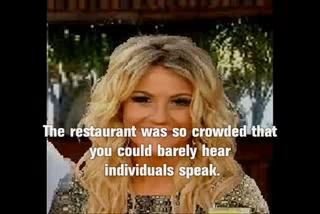 The restaurant was so crowded that
you could barely hear
individuals speak.